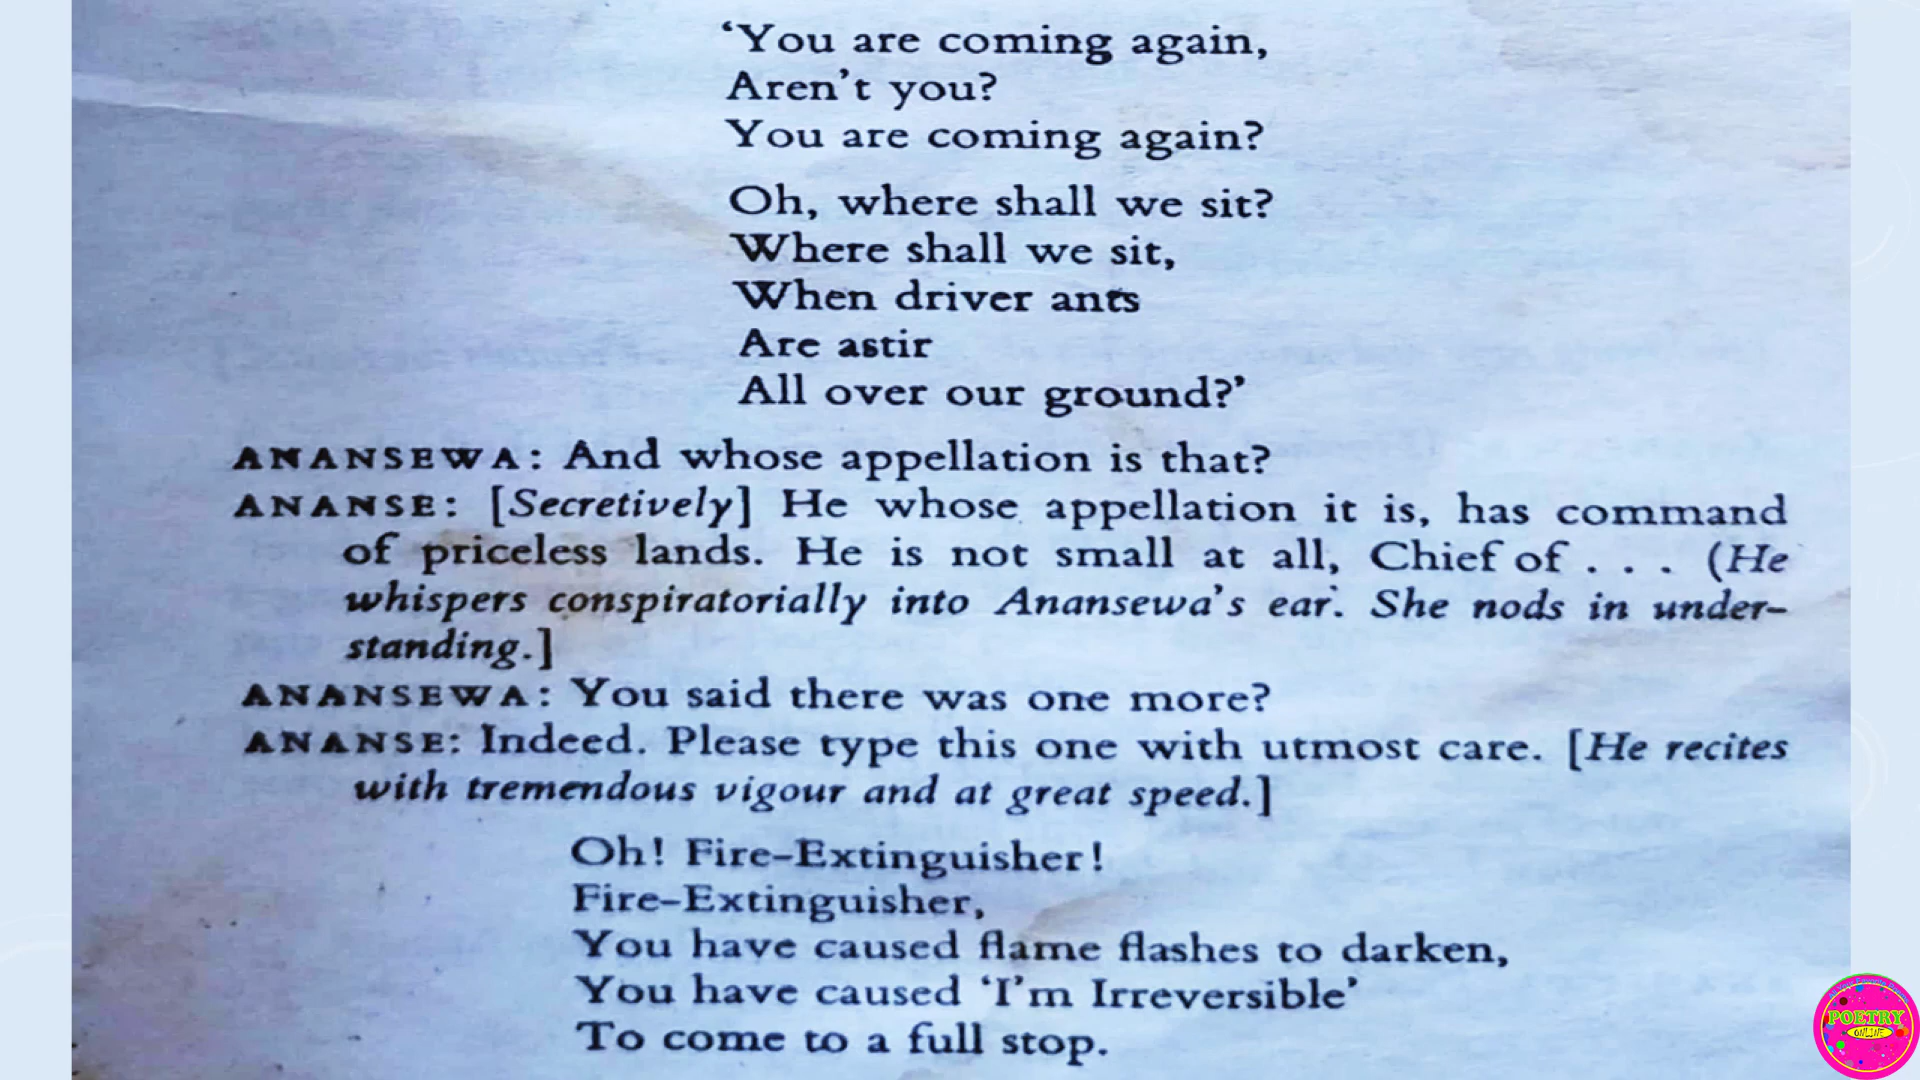 ‘You are coming again,
Aren’t you?
You are coming again?
Oh, where shall we sit?
Where shall we sit,
When driver ants
Are astir
All over our ground?’
ANANSEWA: And whose appellation is that?
ANANSE: [Secretively] He whose appellation it is, has command
of priceless lands. He is not small at all, Chief of . . . (He
whispers conspiratorially into Anansewa’s ear. She nods in under-
standing.]
ANANSEWA: You said there was one more?
ANANSE: Indeed. Please type this one with utmost care. [He recites
with tremendous vigour and at great speed.]
Oh! Fire-Extinguisher!
Fire-Extinguisher,
You have caused flame flashes to darken,
You have caused ‘I’m Irreversible’
To come to a full stop.
POETRY
ONLINE